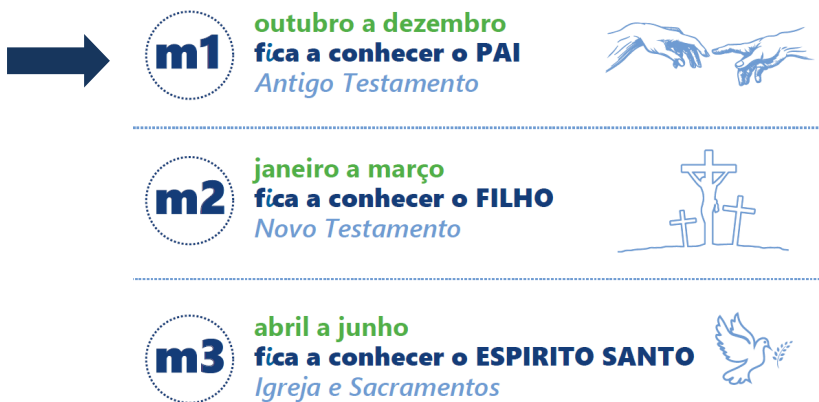 m1
outubro a dezembro
fica a conhecer o PAI
Antigo Testamento
m2
janeiro a março
fica a conhecer o FILHO
Novo Testamento
m3
abril a junho
fica a conhecer o ESPIRITO SANTO
Igreja e Sacramentos